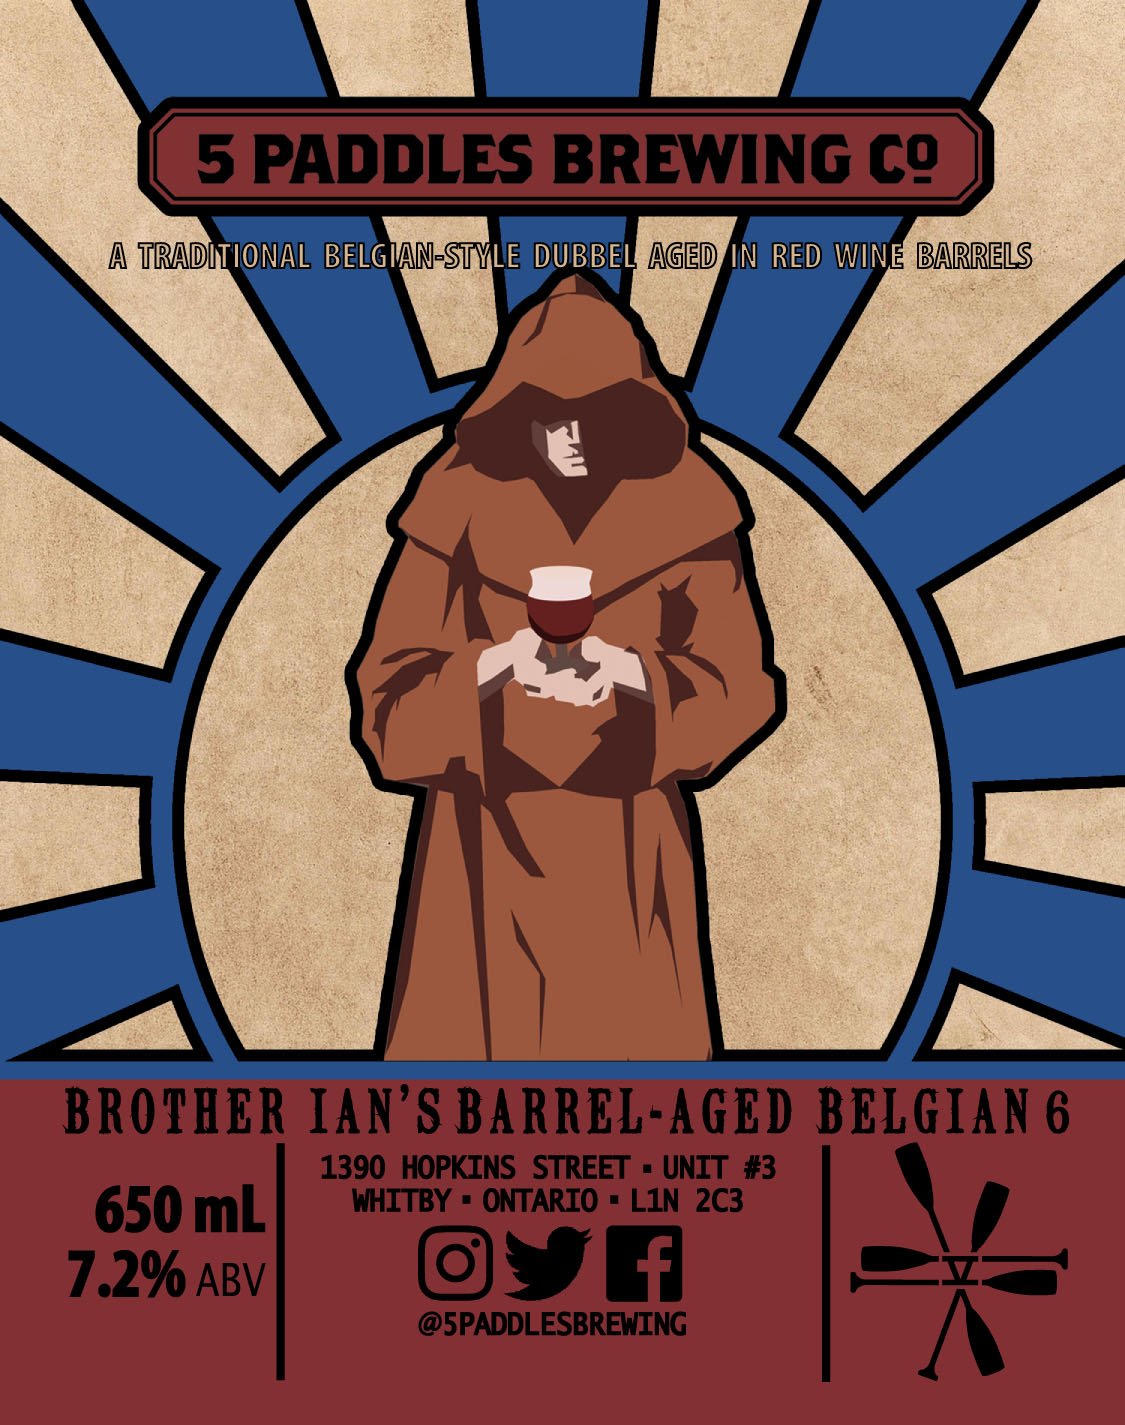 5 PADDLES BREWING Co
A TRADITIONAL BELGIAN-STYLE DUBBEL AGED IN RED WINE BARRELS
BROTHER IAN'S BARREL-AGED BELGIAN 6
650 mL
7.2% ABV
1390 HOPKINS STREET ▪ UNIT #3
WHITBY ▪ ONTARIO ▪ L1N 2C3
@5PADDLESBREWING